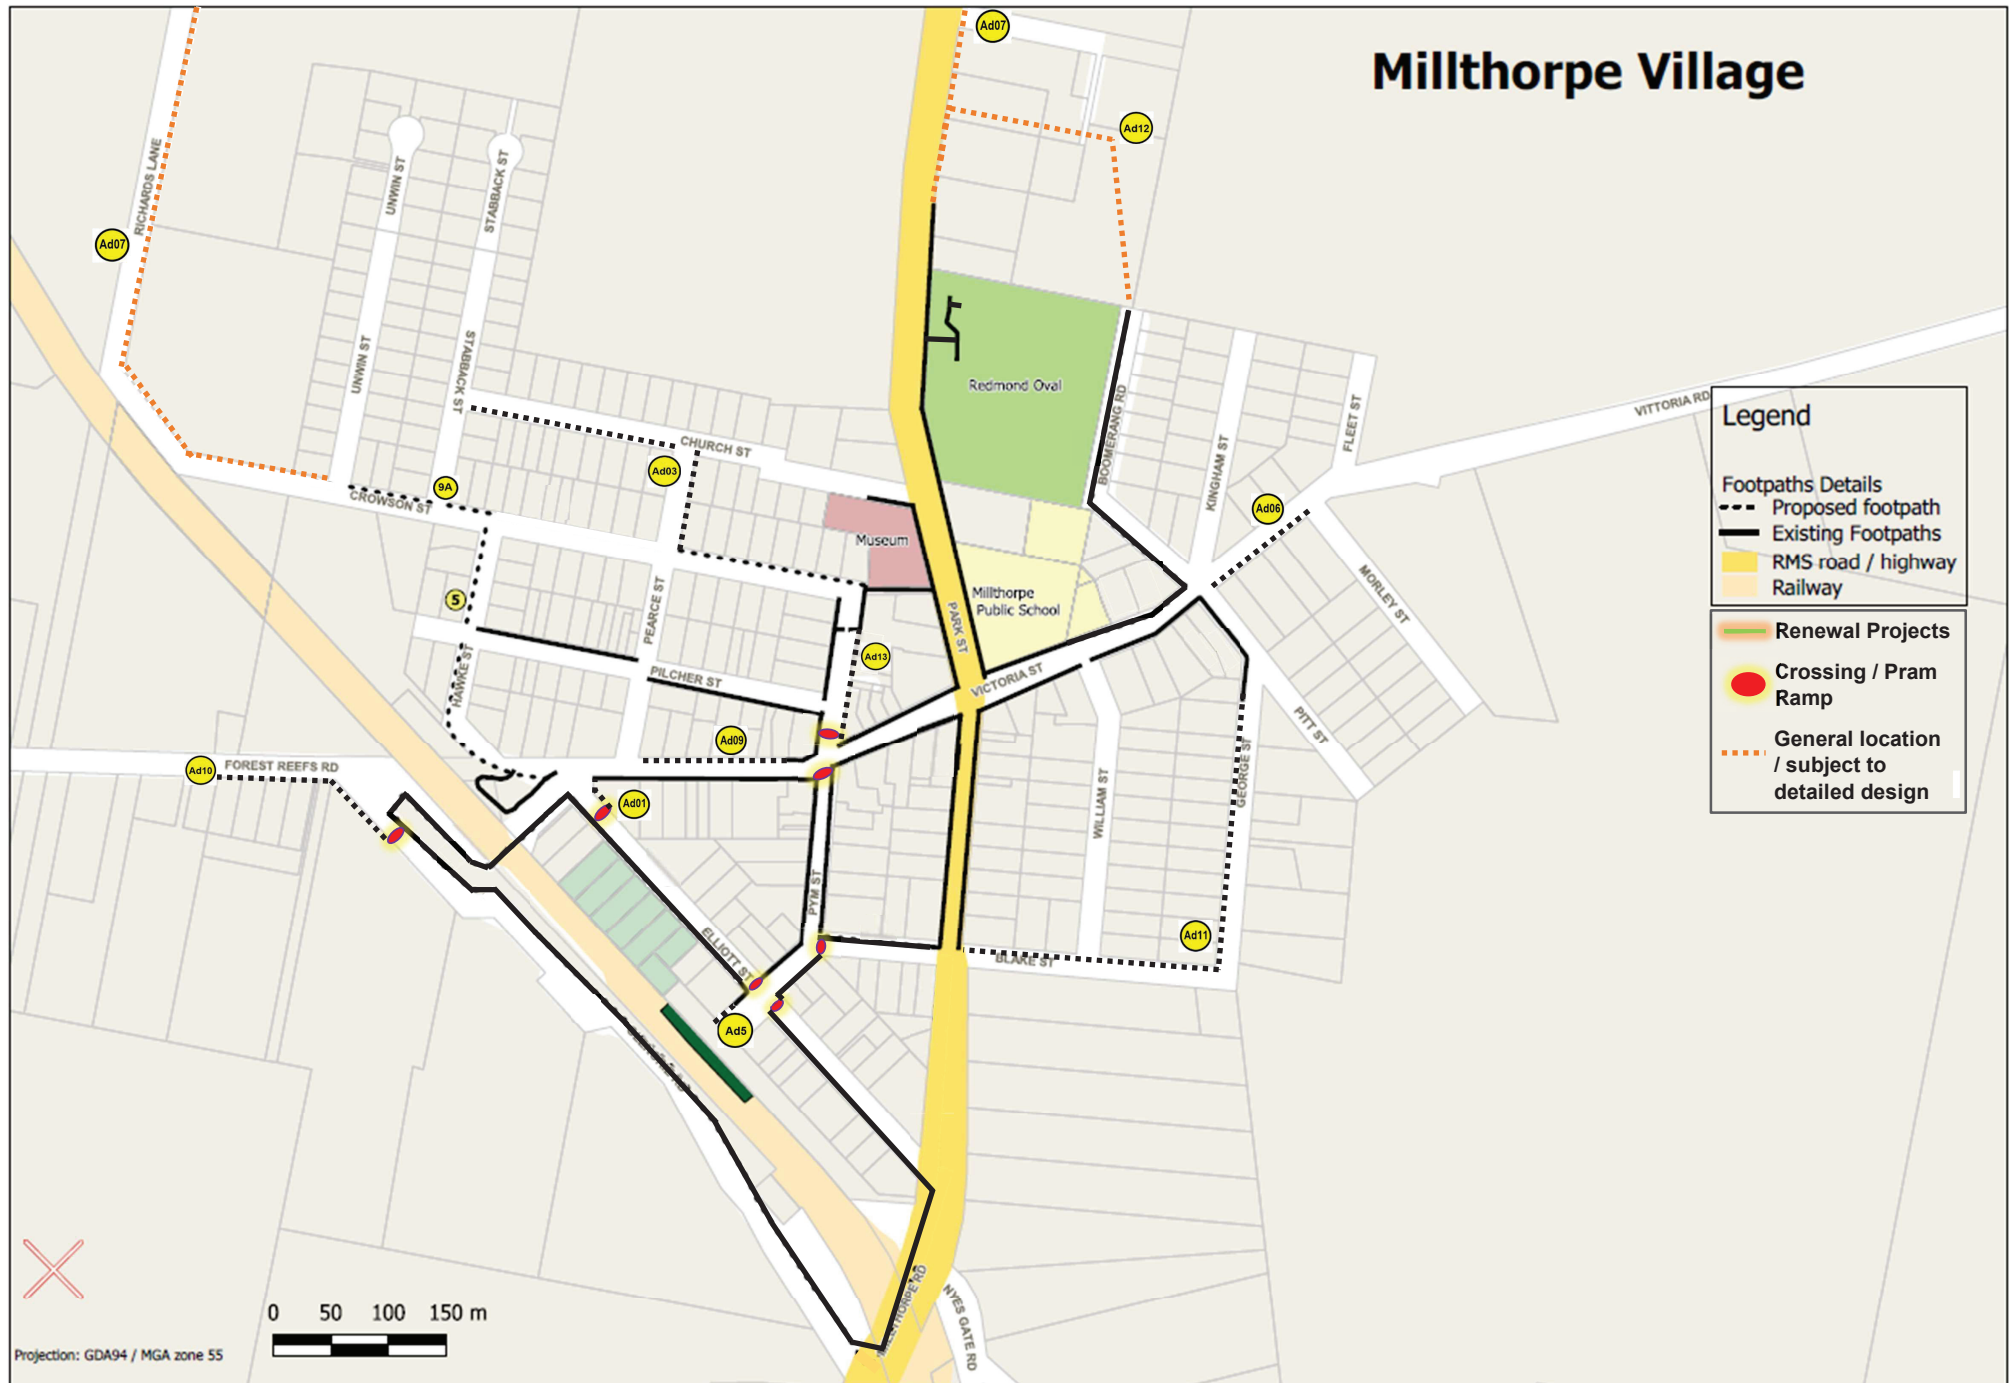 Millthorpe Village
Ad07
Ad12
RICHARDS LANE
UNWIN ST
STABBACK ST
Ad07
UNWIN ST
STABBACK ST
Redmond Oval
BOOMERANG RD
FLEET ST
VITTORIA RD
KINGHAM ST
CHURCH ST
Ad03
9A
CROWSON ST
Ad06
Museum
Millthorpe
Public School
MORLEY ST
PEARCE ST
PARK ST
5
HAWKE ST
PILCHER ST
Ad13
VICTORIA ST
PITT ST
Ad09
Ad10
FOREST REEFS RD
Ad01
WILLIAM ST
GEORGE ST
PYM ST
ELLIOTT ST
Ad11
BLAKE ST
Ad5
MILLTHORPE RD
NYES GATE RD
Legend
Footpaths Details
Proposed footpath
Existing Footpaths
RMS road / highway
Railway
Renewal Projects
Crossing / Pram
Ramp
General location
/ subject to
detailed design
0 50 100 150 m
Projection: GDA94 / MGA zone 55